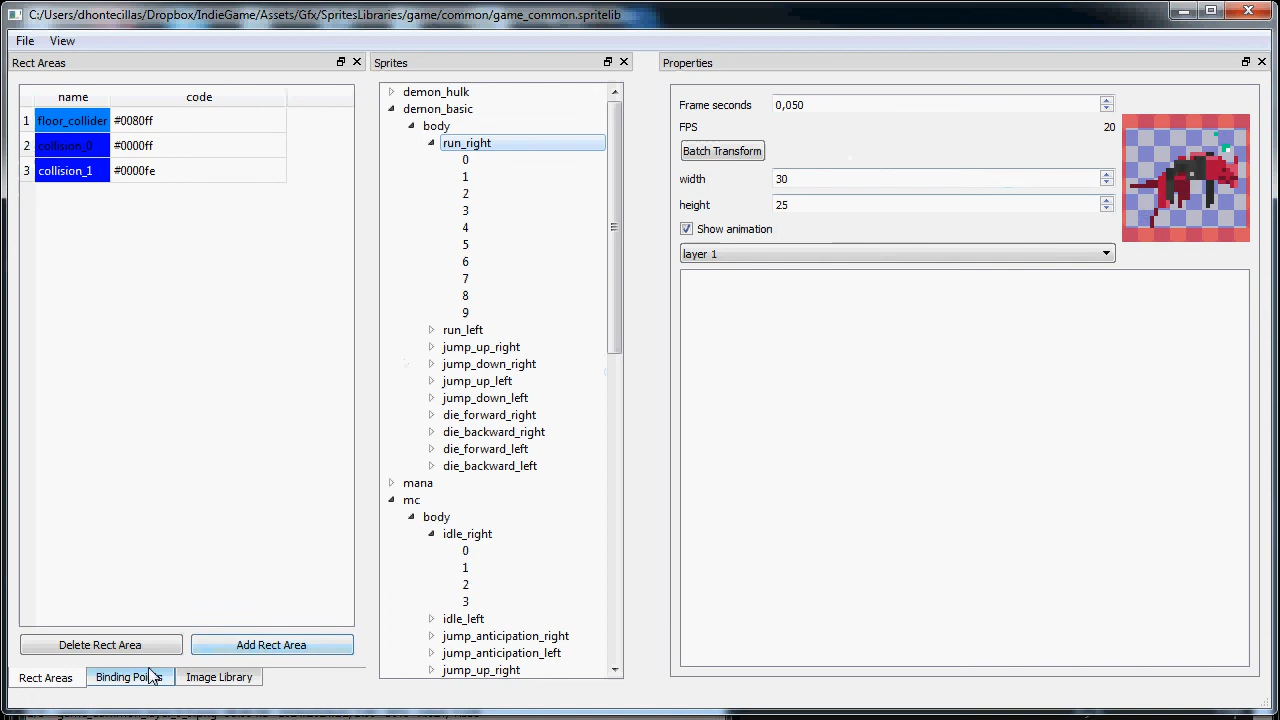 C:/Users/dhontecillas/Dropbox/IndieGame/Assets/Gfx/SpritesLibraries/game/common/game_common.spritelib
File View
Rect Areas
name code
1 floor_collider #0080ff
2 collision_0 #0000ff
3 collision_1 #0000fe
Delete Rect Area Add Rect Area
Rect Areas Binding Points Image Library
Sprites
demon_hulk
demon_basic
body
run_right
0
1
2
3
4
5
6
7
8
9
run_left
jump_up_right
jump_down_right
jump_up_left
jump_down_left
die_forward_right
die_backward_right
die_forward_left
die_backward_left
mana
mc
body
idle_right
0
1
2
3
idle_left
jump_anticipation_right
jump_anticipation_left
jump_up_right
Properties
Frame seconds 0,050
FPS 20
Batch Transform
width 30
height 25
Show animation
layer 1